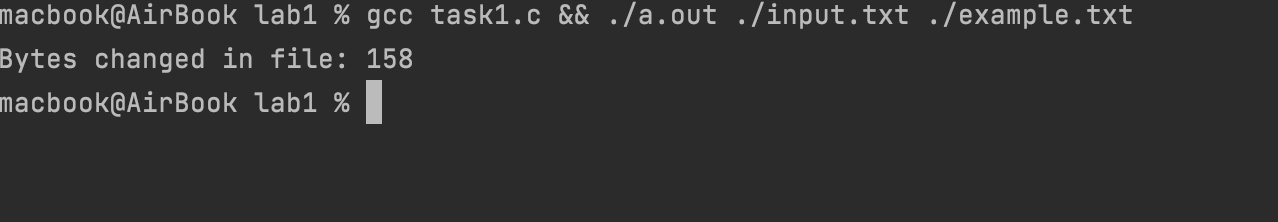 macbook@AirBook lab1 % gcc task1.c && ./a.out ./input.txt ./example.txt
Bytes changed in file: 158
macbook@AirBook lab1 %